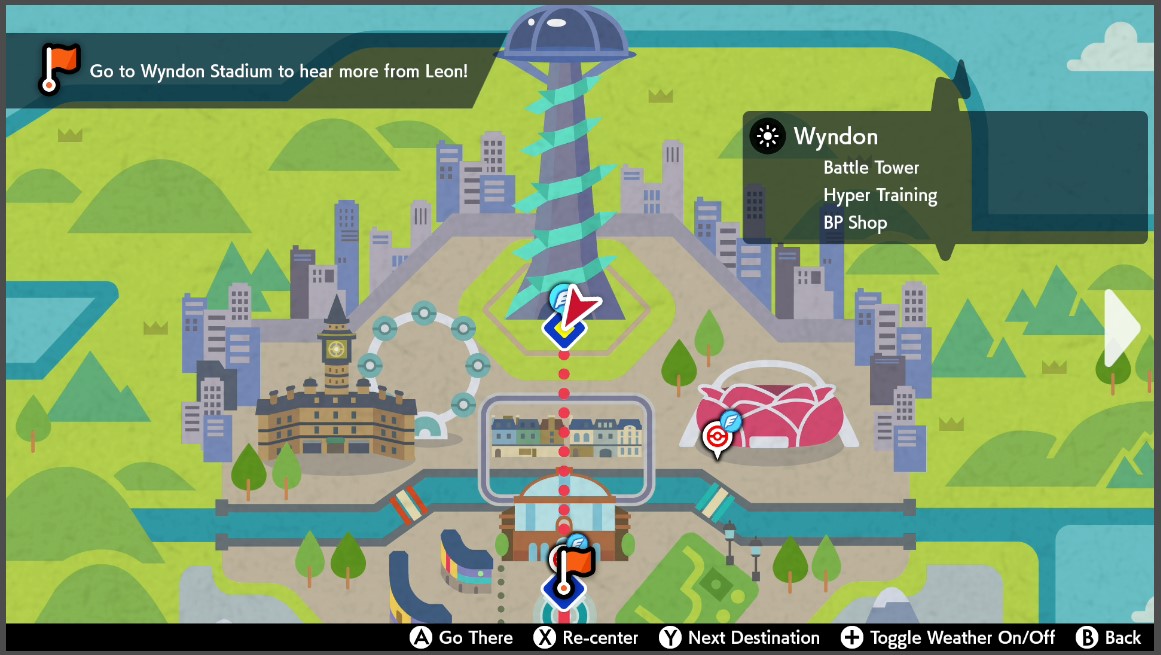 Go to Wyndon Stadium to hear more from Leon!
Wyndon
Battle Tower
Hyper Training
BP Shop
A Go There X Re-center Y Next Destination + Toggle Weather On/Off B Back